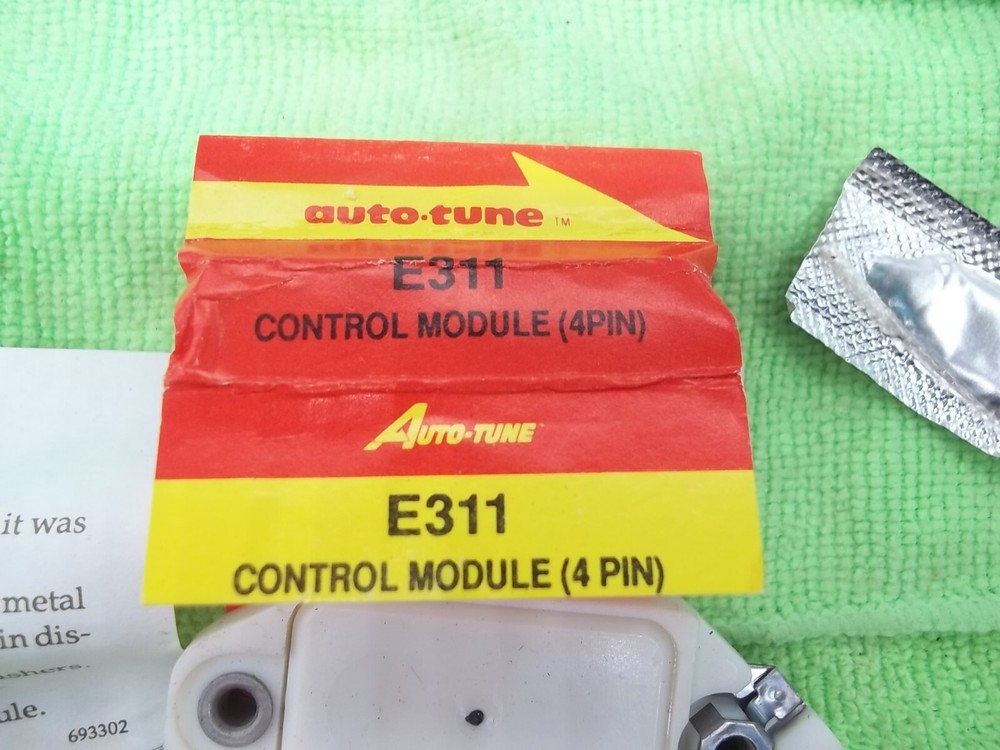 auto·tune TM
E311
CONTROL MODULE (4PIN)
AUTO-TUNE
E311
CONTROL MODULE (4 PIN)
it was
metal
in dis-
shers.
ule.
693302